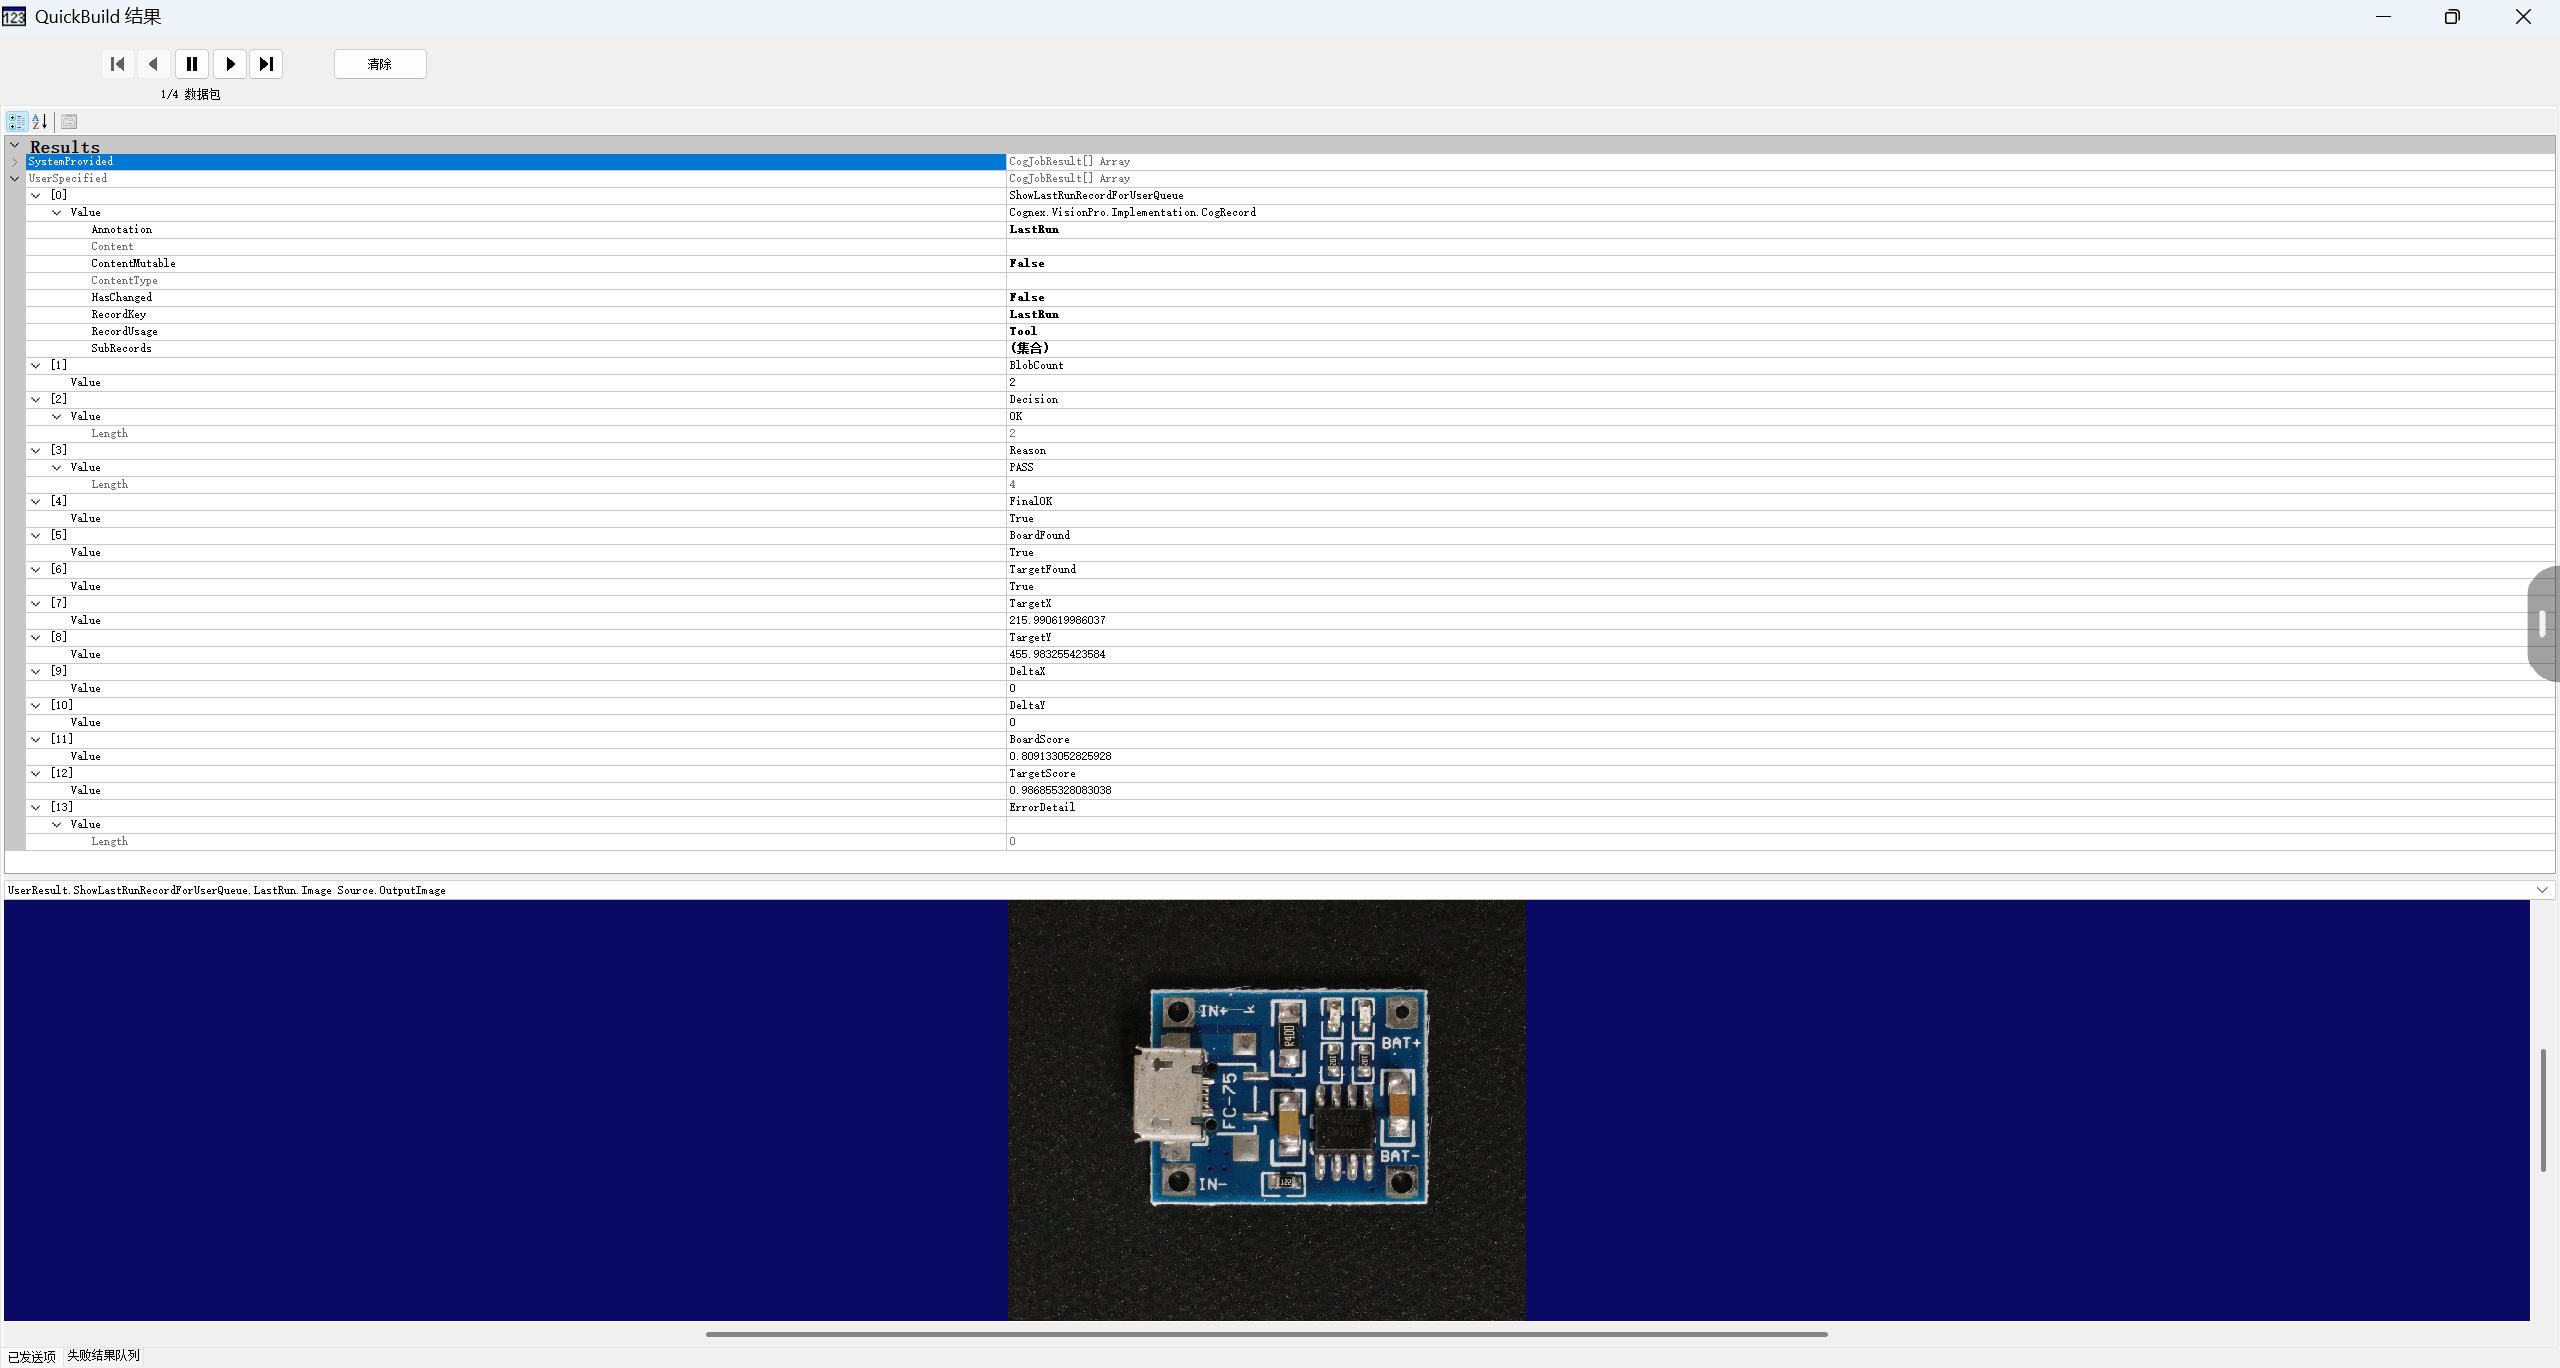 QuickBuild 结果
清除
1/4 数据包
Results
SystemProvided CogJobResult[] Array
UserSpecified CogJobResult[] Array
[0] ShowLastRunRecordForUserQueue
Value Cognex.VisionPro.Implementation.CogRecord
Annotation LastRun
Content
ContentMutable False
ContentType
HasChanged False
RecordKey LastRun
RecordUsage Tool
SubRecords (集合)
[1] BlobCount
Value 2
[2] Decision
Value OK
Length 2
[3] Reason
Value PASS
Length 4
[4] FinalOK
Value True
[5] BoardFound
Value True
[6] TargetFound
Value True
[7] TargetX
Value 215.990619986037
[8] TargetY
Value 455.983255423584
[9] DeltaX
Value 0
[10] DeltaY
Value 0
[11] BoardScore
Value 0.809133052825928
[12] TargetScore
Value 0.986855328083038
[13] ErrorDetail
Value
Length 0
UserResult.ShowLastRunRecordForUserQueue.LastRun.Image Source.OutputImage
IN+
R400
BAT+
FC-75
BAT-
IN-
122
已发送项 失败结果队列